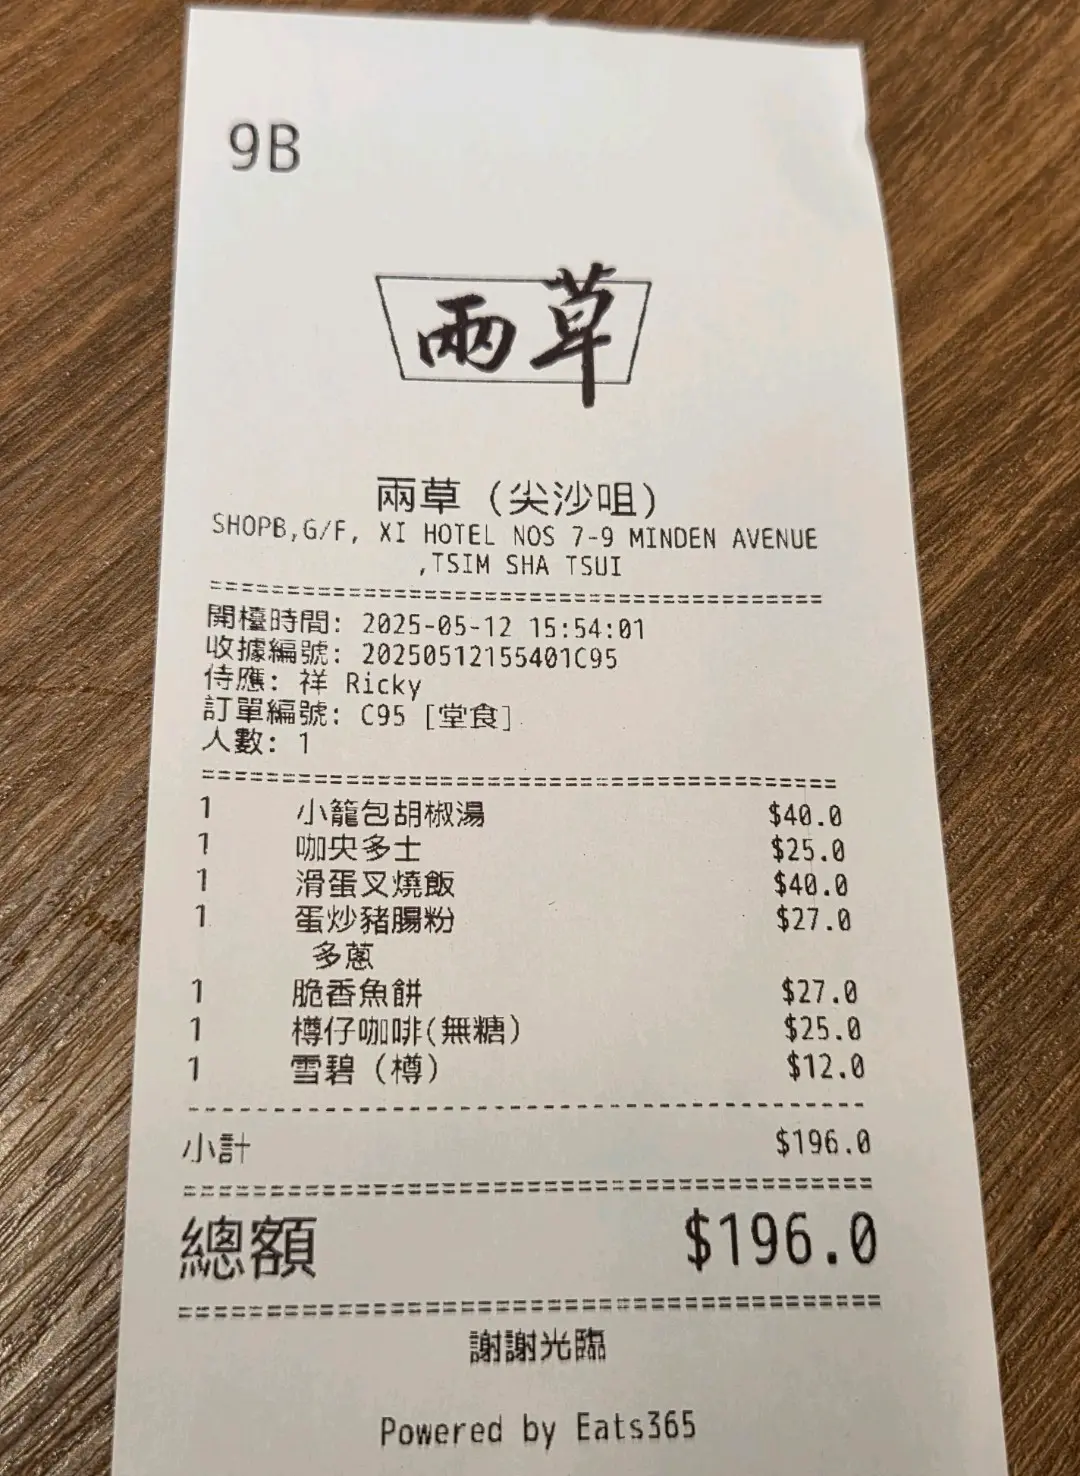 9B
兩草
兩草（尖沙咀）
SHOPB,G/F, XI HOTEL NOS 7-9 MINDEN AVENUE
,TSIM SHA TSUI
========================================
開檯時間: 2025-05-12 15:54:01
收據編號: 20250512155401C95
侍應: 祥 Ricky
訂單編號: C95 [堂食]
人數: 1
========================================
1 小籠包胡椒湯 $40.0
1 咖央多士 $25.0
1 滑蛋叉燒飯 $40.0
1 蛋炒豬腸粉 $27.0
多蔥
1 脆香魚餅 $27.0
1 樽仔咖啡(無糖) $25.0
1 雪碧（樽） $12.0
----------------------------------------
小計 $196.0
========================================
總額 $196.0
========================================
謝謝光臨
Powered by Eats365